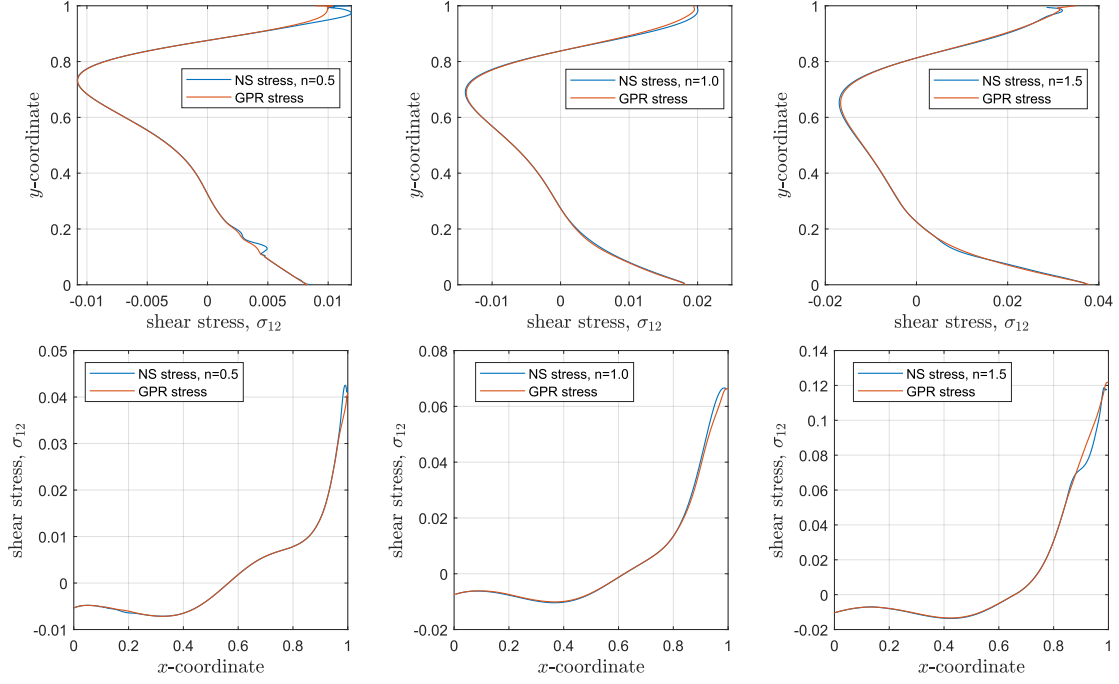 1
0.8
0.6
0.4
0.2
0
y-coordinate
NS stress, n=0.5
GPR stress
-0.01 -0.005 0 0.005 0.01
shear stress, σ12
1
0.8
0.6
0.4
0.2
0
y-coordinate
NS stress, n=1.0
GPR stress
-0.01 0 0.01 0.02
shear stress, σ12
1
0.8
0.6
0.4
0.2
0
y-coordinate
NS stress, n=1.5
GPR stress
-0.02 0 0.02 0.04
shear stress, σ12
0.05
0.04
0.03
0.02
0.01
0
-0.01
shear stress, σ12
NS stress, n=0.5
GPR stress
0 0.2 0.4 0.6 0.8 1
x-coordinate
0.08
0.06
0.04
0.02
0
-0.02
shear stress, σ12
NS stress, n=1.0
GPR stress
0 0.2 0.4 0.6 0.8 1
x-coordinate
0.14
0.12
0.1
0.08
0.06
0.04
0.02
0
-0.02
shear stress, σ12
NS stress, n=1.5
GPR stress
0 0.2 0.4 0.6 0.8 1
x-coordinate